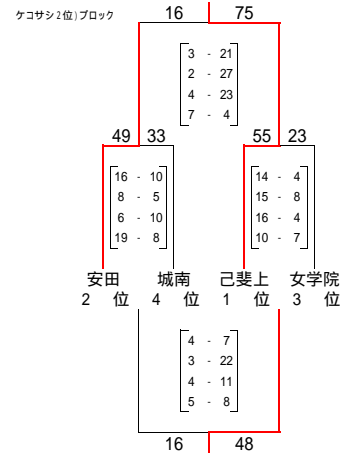 ケコサシ2位)ブロック
16 75
3 - 21
2 - 27
4 - 23
7 - 4
49 33 55 23
16 - 10 14 - 4
8 - 5 15 - 8
6 - 10 16 - 4
19 - 8 10 - 7
安田 城南 己斐上 女学院
2 位 4 位 1 位 3 位
4 - 7
3 - 22
4 - 11
5 - 8
16 48